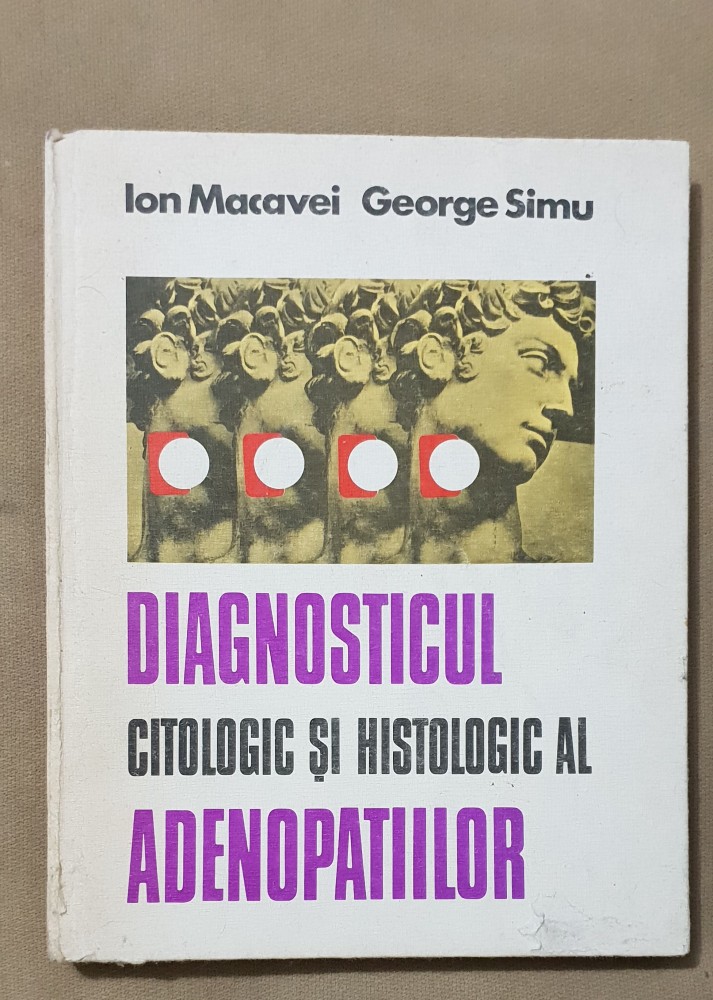 Ion Macavei George Simu
DIAGNOSTICUL
CITOLOGIC ȘI HISTOLOGIC AL
ADENOPATIILOR